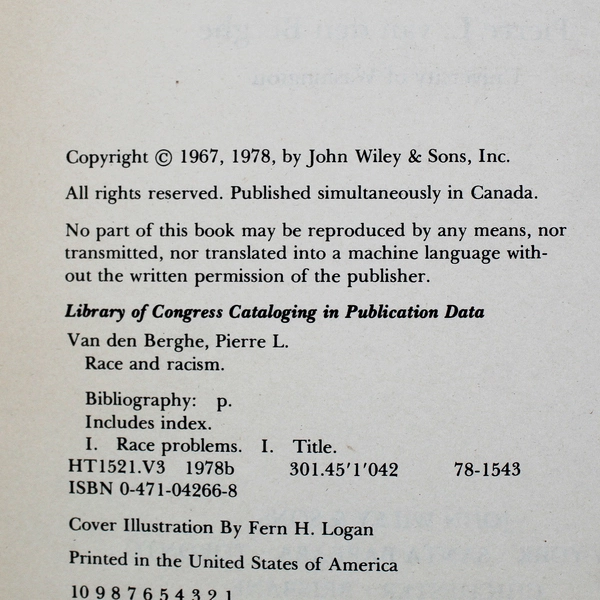 Copyright © 1967, 1978, by John Wiley & Sons, Inc.
All rights reserved. Published simultaneously in Canada.
No part of this book may be reproduced by any means, nor
transmitted, nor translated into a machine language with-
out the written permission of the publisher.
Library of Congress Cataloging in Publication Data
Van den Berghe, Pierre L.
Race and racism.
Bibliography: p.
Includes index.
I. Race problems. I. Title.
HT1521.V3 1978b 301.45'1'042 78-1543
ISBN 0-471-04266-8
Cover Illustration By Fern H. Logan
Printed in the United States of America
10 9 8 7 6 5 4 3 2 1